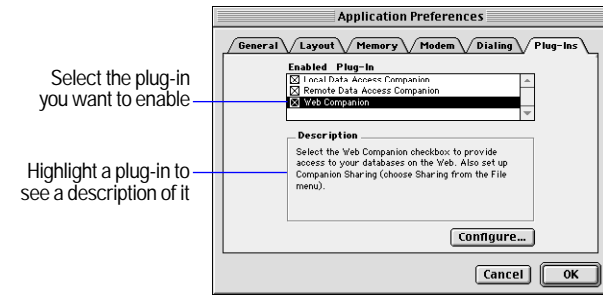 Application Preferences
General Layout Memory Modem Dialing Plug-Ins
Enabled Plug-In
Local Data Access Companion
Remote Data Access Companion
Web Companion
Select the plug-in
you want to enable
Description
Select the Web Companion checkbox to provide
access to your databases on the Web. Also set up
Companion Sharing (choose Sharing from the File
menu).
Highlight a plug-in to
see a description of it
Configure...
Cancel OK